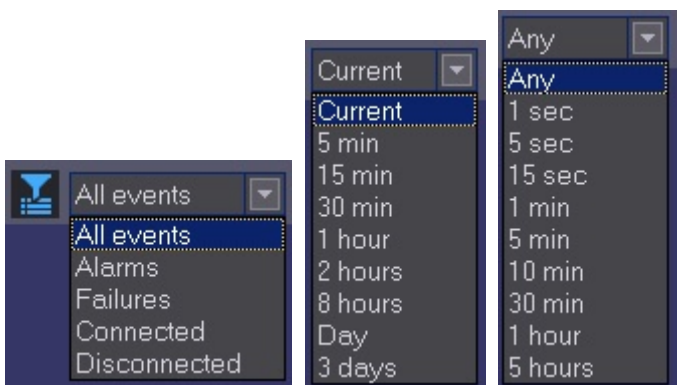 All events
All events
Alarms
Failures
Connected
Disconnected
Current
Current
5 min
15 min
30 min
1 hour
2 hours
8 hours
Day
3 days
Any
Any
1 sec
5 sec
15 sec
1 min
5 min
10 min
30 min
1 hour
5 hours